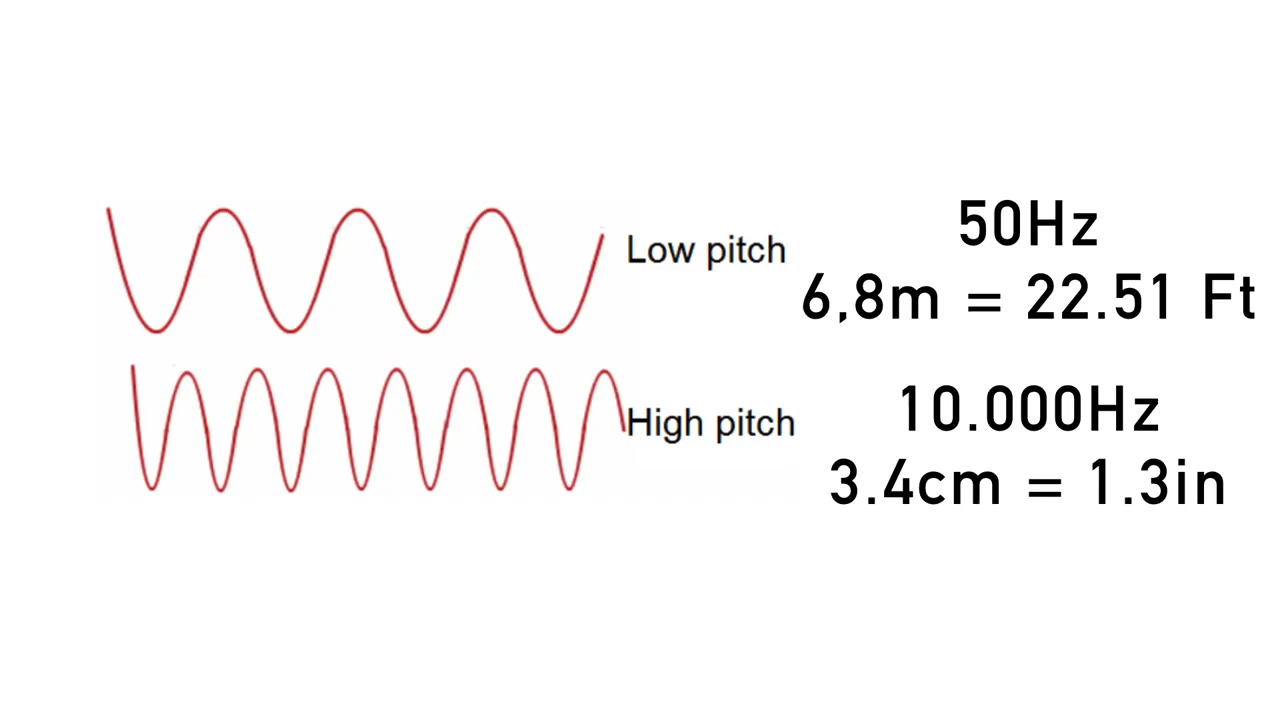 Low pitch
50Hz
6,8m = 22.51 Ft
High pitch
10.000Hz
3.4cm = 1.3in